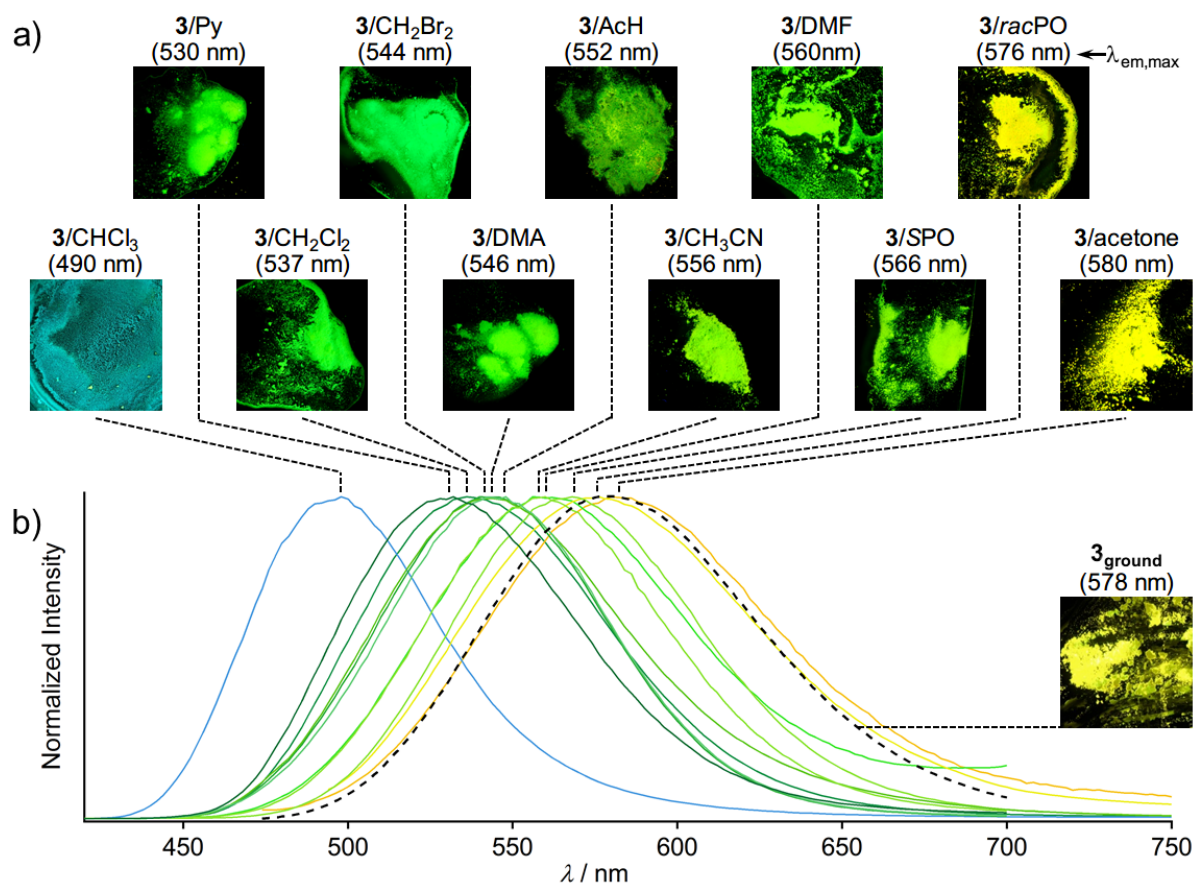 a)
3/Py
(530 nm)
3/CH₂Br₂
(544 nm)
3/AcH
(552 nm)
3/DMF
(560nm)
3/racPO
(576 nm)
λem,max
3/CHCl₃
(490 nm)
3/CH₂Cl₂
(537 nm)
3/DMA
(546 nm)
3/CH₃CN
(556 nm)
3/SPO
(566 nm)
3/acetone
(580 nm)
b)
Normalized Intensity
3ground
(578 nm)
450 500 550 600 650 700 750
λ / nm